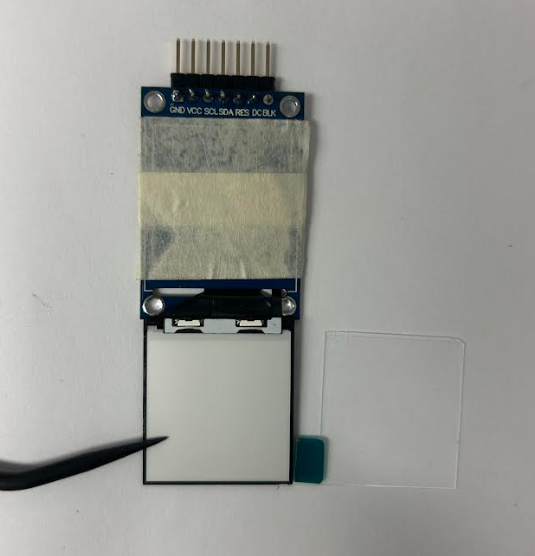 GND VCC SCL SDA RES DC BLK